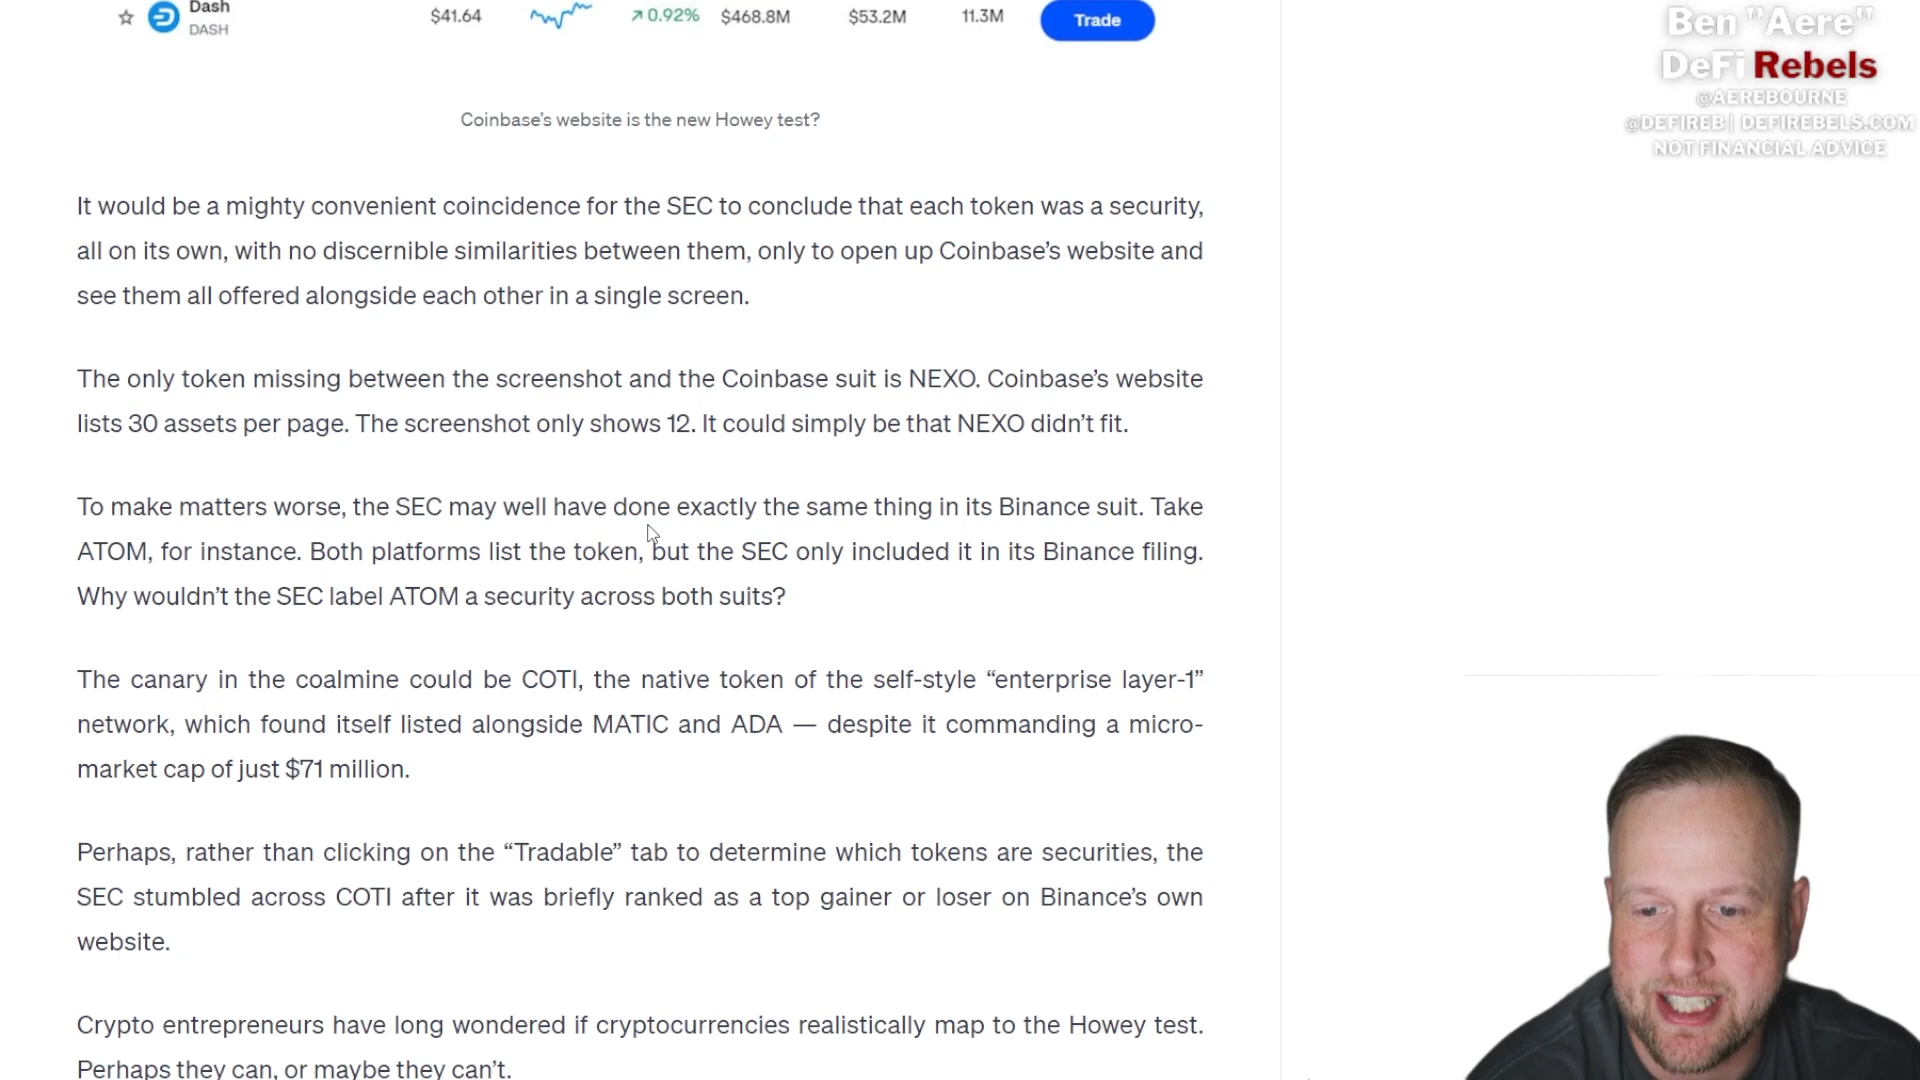 Dash
DASH
$41.64
0.92%
$468.8M
$53.2M
11.3M
Trade
Ben "Aere"
DeFi Rebels
@AEREBOURNE
@DEFIREB | DEFIREBELS.COM
NOT FINANCIAL ADVICE
Coinbase’s website is the new Howey test?
It would be a mighty convenient coincidence for the SEC to conclude that each token was a security,
all on its own, with no discernible similarities between them, only to open up Coinbase’s website and
see them all offered alongside each other in a single screen.
The only token missing between the screenshot and the Coinbase suit is NEXO. Coinbase’s website
lists 30 assets per page. The screenshot only shows 12. It could simply be that NEXO didn’t fit.
To make matters worse, the SEC may well have done exactly the same thing in its Binance suit. Take
ATOM, for instance. Both platforms list the token, but the SEC only included it in its Binance filing.
Why wouldn’t the SEC label ATOM a security across both suits?
The canary in the coalmine could be COTI, the native token of the self-style “enterprise layer-1”
network, which found itself listed alongside MATIC and ADA — despite it commanding a micro-
market cap of just $71 million.
Perhaps, rather than clicking on the “Tradable” tab to determine which tokens are securities, the
SEC stumbled across COTI after it was briefly ranked as a top gainer or loser on Binance’s own
website.
Crypto entrepreneurs have long wondered if cryptocurrencies realistically map to the Howey test.
Perhaps they can, or maybe they can’t.